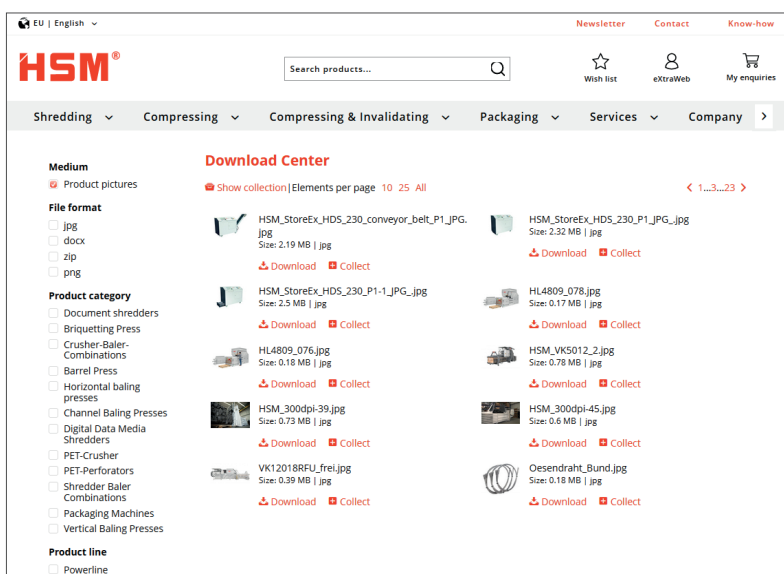 EU | English
Newsletter Contact Know-how
HSM®
Search products...
Wish list eXtraWeb My enquiries
Shredding Compressing Compressing & Invalidating Packaging Services Company
Medium
Product pictures
File format
jpg
docx
zip
png
Product category
Document shredders
Briquetting Press
Crusher-Baler-
Combinations
Barrel Press
Horizontal baling
presses
Channel Baling Presses
Digital Data Media
Shredders
PET-Crusher
PET-Perforators
Shredder Baler
Combinations
Packaging Machines
Vertical Baling Presses
Product line
Powerline
Download Center
Show collection|Elements per page 10 25 All
1...3...23
HSM_StoreEx_HDS_230_conveyor_belt_P1_JPG.
jpg
Size: 2.19 MB | jpg
Download Collect
HSM_StoreEx_HDS_230_P1_JPG_.jpg
Size: 2.32 MB | jpg
Download Collect
HSM_StoreEx_HDS_230_P1-1_JPG_.jpg
Size: 2.5 MB | jpg
Download Collect
HL4809_078.jpg
Size: 0.17 MB | jpg
Download Collect
HL4809_076.jpg
Size: 0.18 MB | jpg
Download Collect
HSM_VK5012_2.jpg
Size: 0.78 MB | jpg
Download Collect
HSM_300dpi-39.jpg
Size: 0.73 MB | jpg
Download Collect
HSM_300dpi-45.jpg
Size: 0.6 MB | jpg
Download Collect
VK12018RFU_frei.jpg
Size: 0.39 MB | jpg
Download Collect
Oesendraht_Bund.jpg
Size: 0.18 MB | jpg
Download Collect